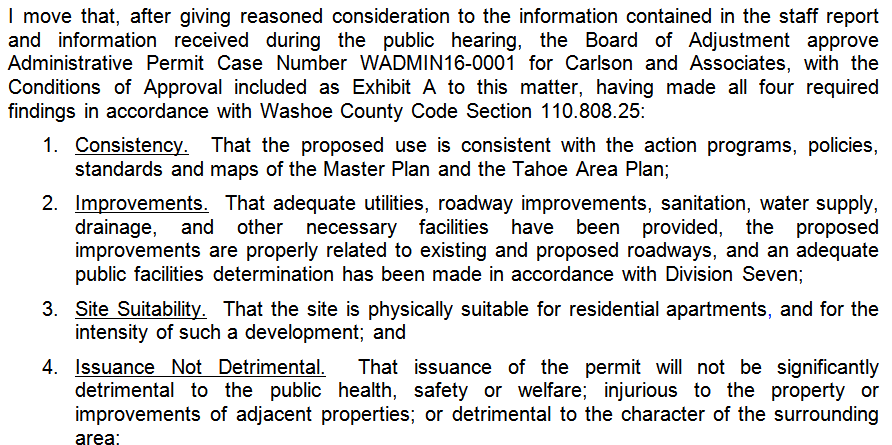 I move that, after giving reasoned consideration to the information contained in the staff report
and information received during the public hearing, the Board of Adjustment approve
Administrative Permit Case Number WADMIN16-0001 for Carlson and Associates, with the
Conditions of Approval included as Exhibit A to this matter, having made all four required
findings in accordance with Washoe County Code Section 110.808.25:
1. Consistency. That the proposed use is consistent with the action programs, policies,
standards and maps of the Master Plan and the Tahoe Area Plan;
2. Improvements. That adequate utilities, roadway improvements, sanitation, water supply,
drainage, and other necessary facilities have been provided, the proposed
improvements are properly related to existing and proposed roadways, and an adequate
public facilities determination has been made in accordance with Division Seven;
3. Site Suitability. That the site is physically suitable for residential apartments, and for the
intensity of such a development; and
4. Issuance Not Detrimental. That issuance of the permit will not be significantly
detrimental to the public health, safety or welfare; injurious to the property or
improvements of adjacent properties; or detrimental to the character of the surrounding
area: